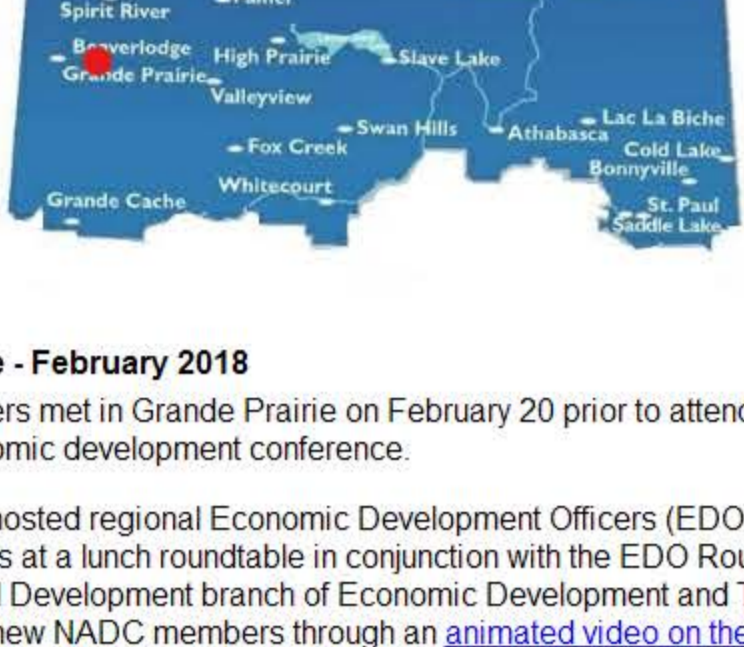 Spirit River
Beaverlodge
High Prairie
Slave Lake
Grande Prairie
Valleyview
Lac La Biche
Swan Hills
Athabasca
Fox Creek
Cold Lake
Bonnyville
Whitecourt
Grande Cache
St. Paul
Saddle Lake
- February 2018
ers met in Grande Prairie on February 20 prior to attend
omic development conference.
hosted regional Economic Development Officers (EDO
s at a lunch roundtable in conjunction with the EDO Rou
Development branch of Economic Development and T
new NADC members through an animated video on the